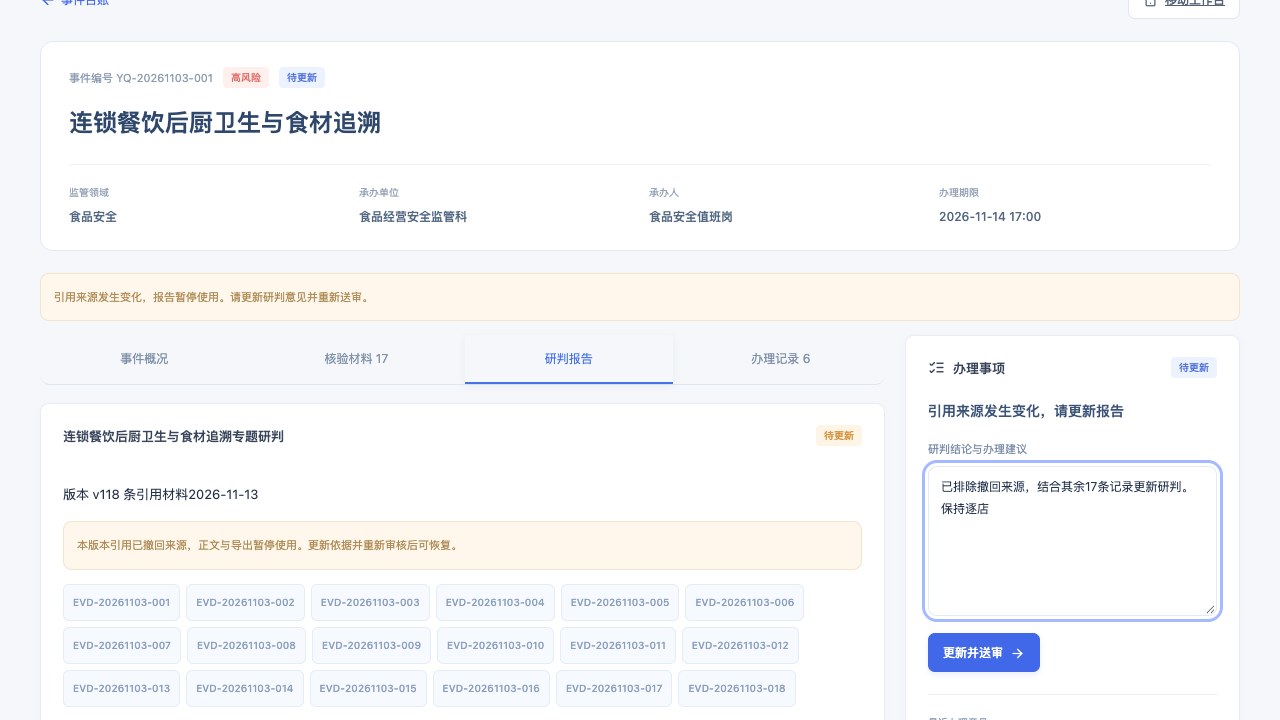 ← 事件台账
移动工作台
事件编号 YQ-20261103-001 高风险 待更新
连锁餐饮后厨卫生与食材追溯
监管领域 承办单位 承办人 办理期限
食品安全 食品经营安全监管科 食品安全值班岗 2026-11-14 17:00
引用来源发生变化，报告暂停使用。请更新研判意见并重新送审。
事件概况 核验材料 17 研判报告 办理记录 6
连锁餐饮后厨卫生与食材追溯专题研判 待更新
版本 v118 条引用材料2026-11-13
本版本引用已撤回来源，正文与导出暂停使用。更新依据并重新审核后可恢复。
EVD-20261103-001 EVD-20261103-002 EVD-20261103-003 EVD-20261103-004 EVD-20261103-005 EVD-20261103-006
EVD-20261103-007 EVD-20261103-008 EVD-20261103-009 EVD-20261103-010 EVD-20261103-011 EVD-20261103-012
EVD-20261103-013 EVD-20261103-014 EVD-20261103-015 EVD-20261103-016 EVD-20261103-017 EVD-20261103-018
办理事项 待更新
引用来源发生变化，请更新报告
研判结论与办理建议
已排除撤回来源，结合其余17条记录更新研判。
保持逐店
更新并送审 →